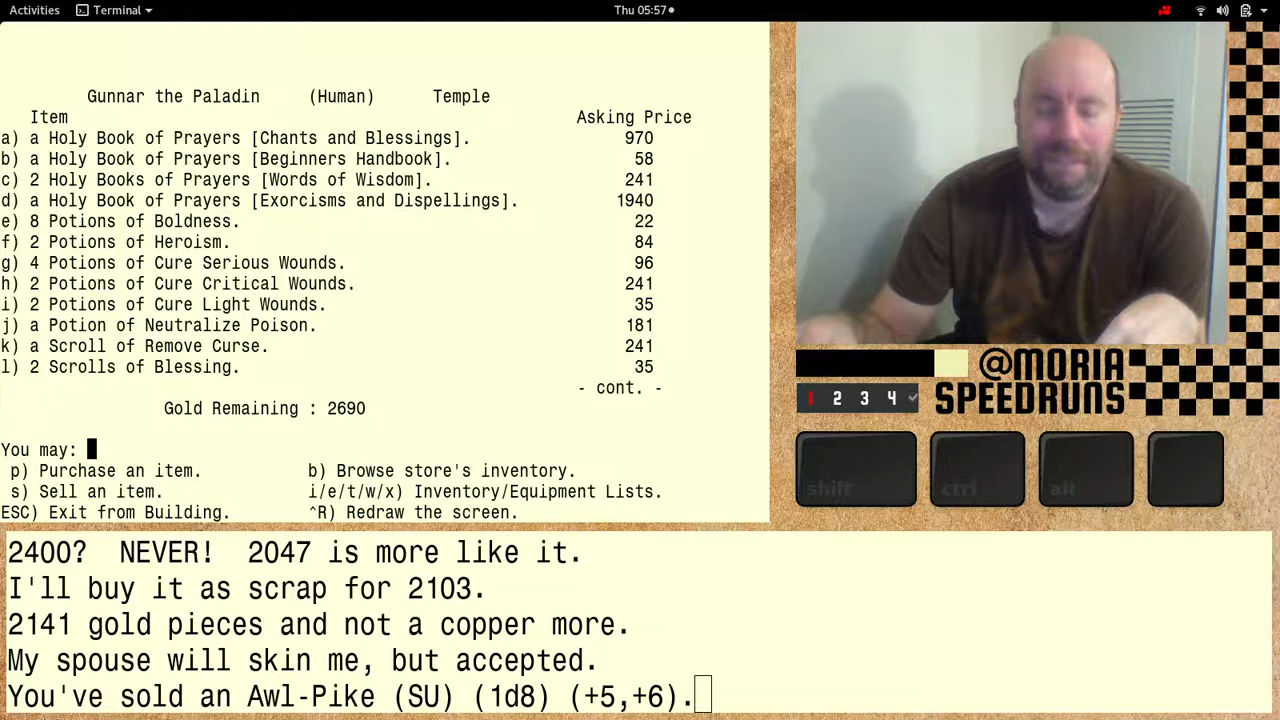 Activities Terminal Thu 05:57
Gunnar the Paladin (Human) Temple
Item Asking Price
a) a Holy Book of Prayers [Chants and Blessings]. 970
b) a Holy Book of Prayers [Beginners Handbook]. 58
c) 2 Holy Books of Prayers [Words of Wisdom]. 241
d) a Holy Book of Prayers [Exorcisms and Dispellings]. 1940
e) 8 Potions of Boldness. 22
f) 2 Potions of Heroism. 84
g) 4 Potions of Cure Serious Wounds. 96
h) 2 Potions of Cure Critical Wounds. 241
i) 2 Potions of Cure Light Wounds. 35
j) a Potion of Neutralize Poison. 181
k) a Scroll of Remove Curse. 241
l) 2 Scrolls of Blessing. 35
- cont. -
Gold Remaining : 2690
You may:
p) Purchase an item. b) Browse store's inventory.
s) Sell an item. i/e/t/w/x) Inventory/Equipment Lists.
ESC) Exit from Building. ^R) Redraw the screen.
@MORIA
SPEEDRUNS
1 2 3 4
shift ctrl alt
2400? NEVER! 2047 is more like it.
I'll buy it as scrap for 2103.
2141 gold pieces and not a copper more.
My spouse will skin me, but accepted.
You've sold an Awl-Pike (SU) (1d8) (+5,+6).